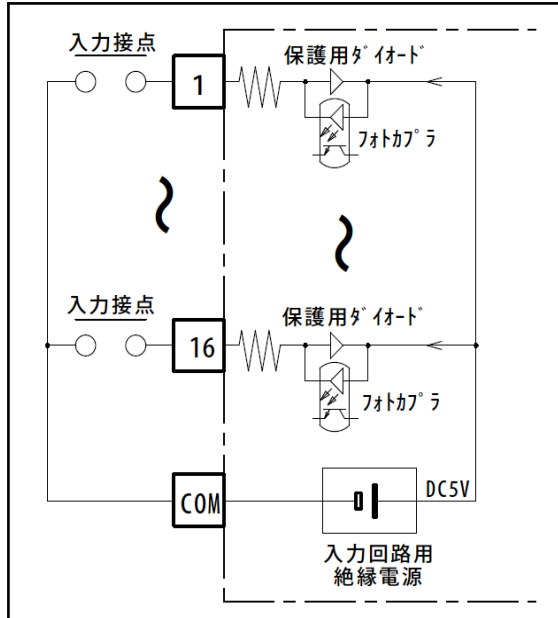 入力接点
保護用ﾀﾞｲｵｰﾄﾞ
1
ﾌｫﾄｶﾌﾟﾗ
入力接点
保護用ﾀﾞｲｵｰﾄﾞ
16
ﾌｫﾄｶﾌﾟﾗ
COM
DC5V
入力回路用
絶縁電源